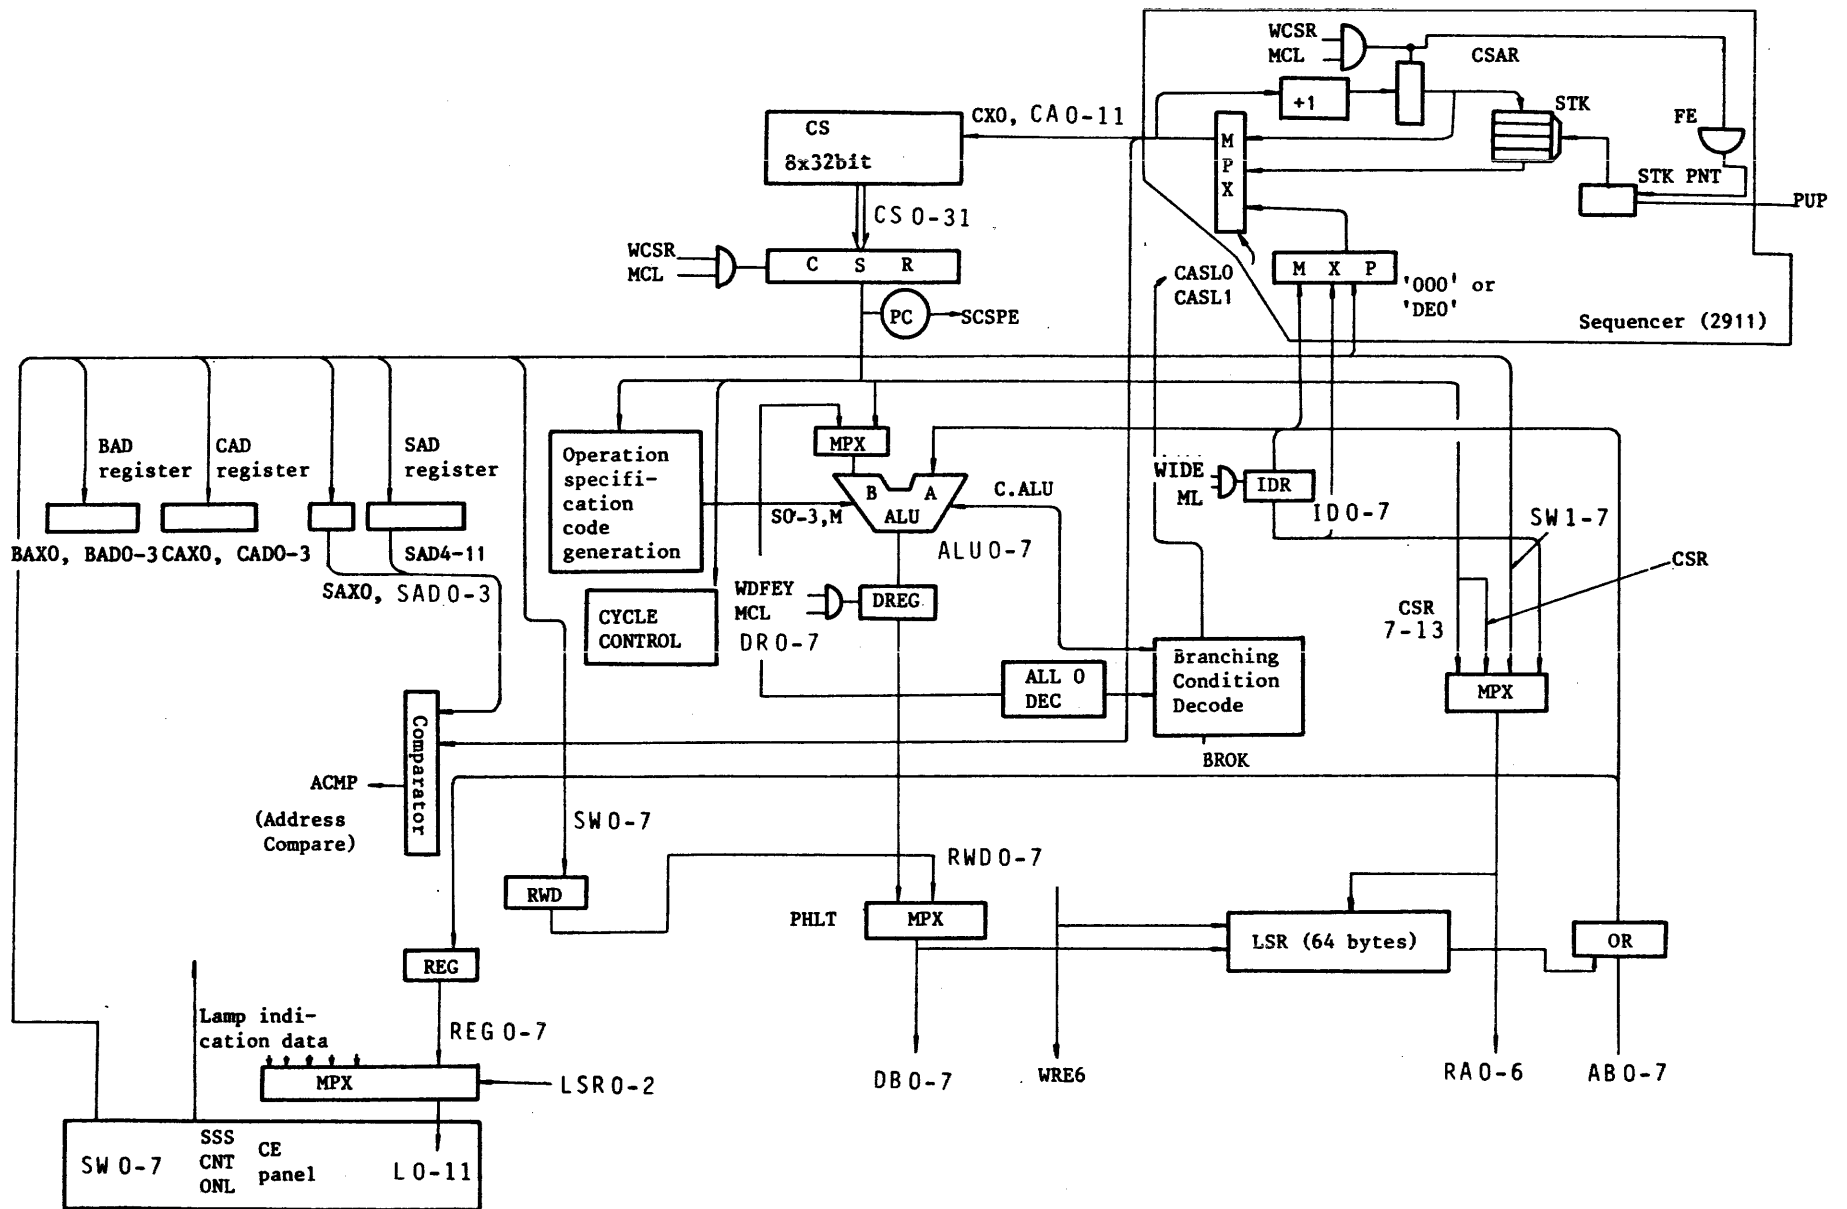 WCSR
MCL
CSAR
+1
STK
FE
CX0, CA0-11
CS
8x32bit
M
P
X
STK PNT
PUP
CS0-31
WCSR
MCL
C S R
CASL0
CASL1
M X P
'000' or
'DE0'
PC
SCSPE
Sequencer (2911)
BAD
register
CAD
register
SAD
register
MPX
Operation
specifi-
cation
code
generation
B A
ALU
C.ALU
WIDE
ML
IDR
ID0-7
SW1-7
S0-3,M
BAX0, BAD0-3
CAX0, CAD0-3
SAD4-11
ALU0-7
CSR
SAX0, SAD0-3
WDFEY
MCL
DREG
CYCLE
CONTROL
DR0-7
CSR
7-13
Branching
Condition
Decode
ALL 0
DEC
MPX
Comparator
BROK
ACMP
(Address
Compare)
SW0-7
RWD0-7
RWD
PHLT
MPX
LSR (64 bytes)
OR
REG
Lamp indi-
cation data
REG0-7
MPX
LSR0-2
DB0-7
WRE6
RA0-6
AB0-7
SW0-7
SSS
CNT
ONL
CE
panel
L0-11